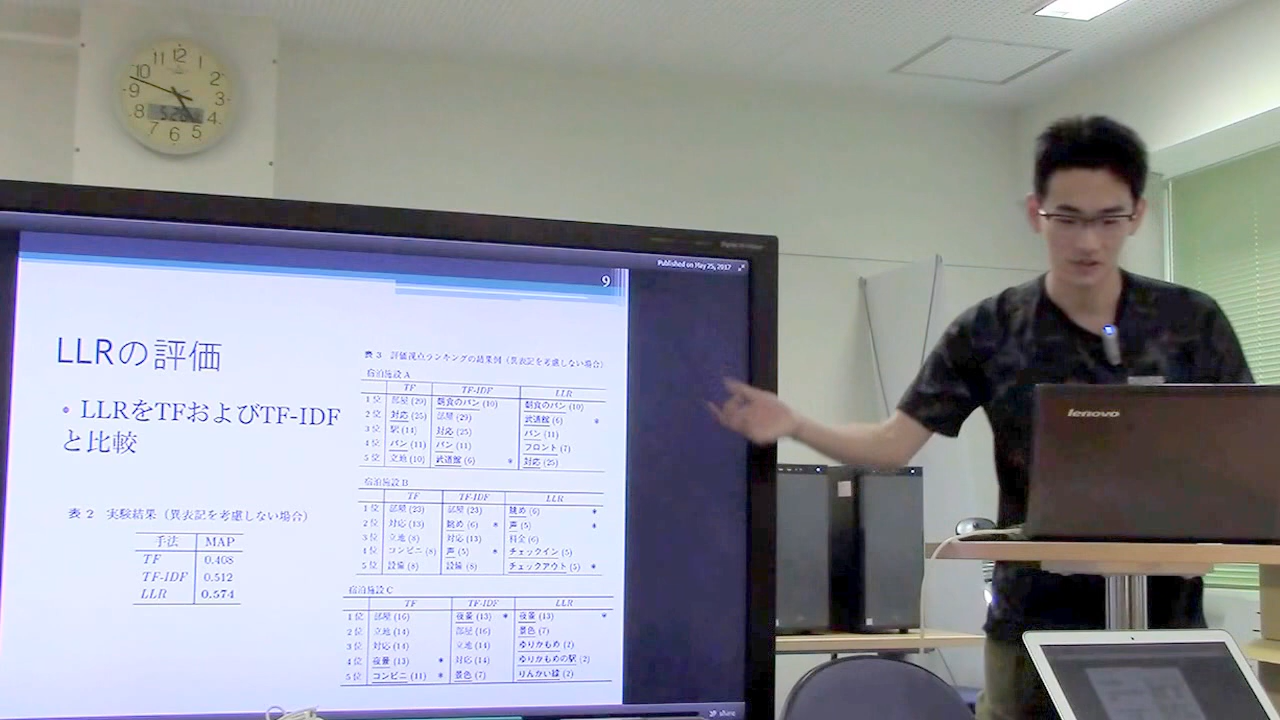 12
11
1
10
2
9
3
8
4
7
5
6
Published on May 25, 2017
9
LLRの評価
• LLRをTFおよびTF-IDF
と比較
表 2 実験結果（異表記を考慮しない場合）
手法 MAP
TF 0.468
TF-IDF 0.512
LLR 0.574
表 3 評価視点ランキングの結果例（異表記を考慮しない場合）
宿泊施設 A
TF TF-IDF LLR
1 位 部屋 (29) 朝食のパン (10) 朝食のパン (10)
2 位 対応 (25) 部屋 (29) 武道館 (6) *
3 位 駅 (14) 対応 (25) パン (11)
4 位 パン (11) パン (11) フロント (7)
5 位 立地 (10) 武道館 (6) * 対応 (25)
宿泊施設 B
TF TF-IDF LLR
1 位 部屋 (23) 部屋 (23) 眺め (6) *
2 位 対応 (13) 眺め (6) * 声 (5) *
3 位 立地 (8) 対応 (13) 料金 (6)
4 位 コンビニ (8) 声 (5) * チェックイン (5)
5 位 設備 (8) 設備 (8) チェックアウト (5) *
宿泊施設 C
TF TF-IDF LLR
1 位 部屋 (16) 夜景 (13) * 夜景 (13) *
2 位 立地 (14) 部屋 (16) 景色 (7)
3 位 対応 (14) 立地 (14) ゆりかもめ (2)
4 位 夜景 (13) * 対応 (14) ゆりかもめの駅 (2)
5 位 コンビニ (11) * 景色 (7) りんかい線 (2)
share
lenovo